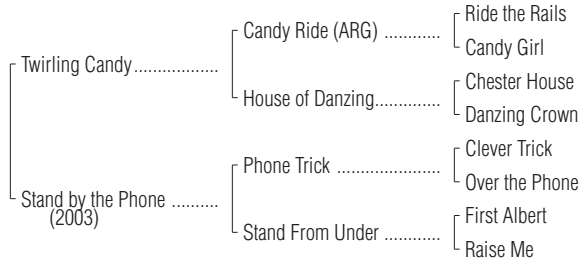 Ride the Rails
Candy Ride (ARG) ............
Candy Girl
Twirling Candy..................
Chester House
House of Danzing..............
Danzing Crown
Clever Trick
Phone Trick ......................
Over the Phone
Stand by the Phone ..........
(2003)
First Albert
Stand From Under ............
Raise Me